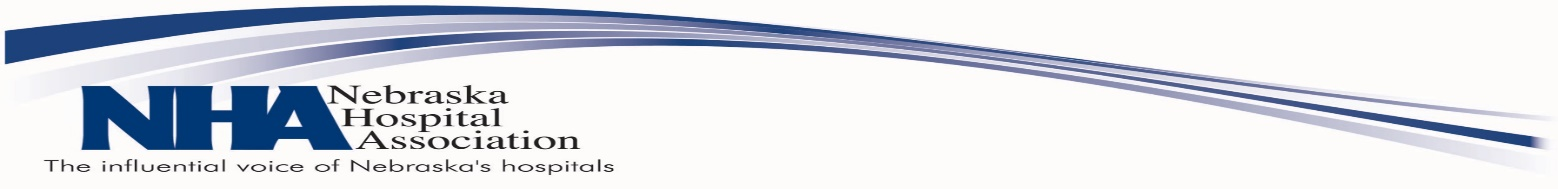 NHA Nebraska
Hospital
Association
The influential voice of Nebraska's hospitals